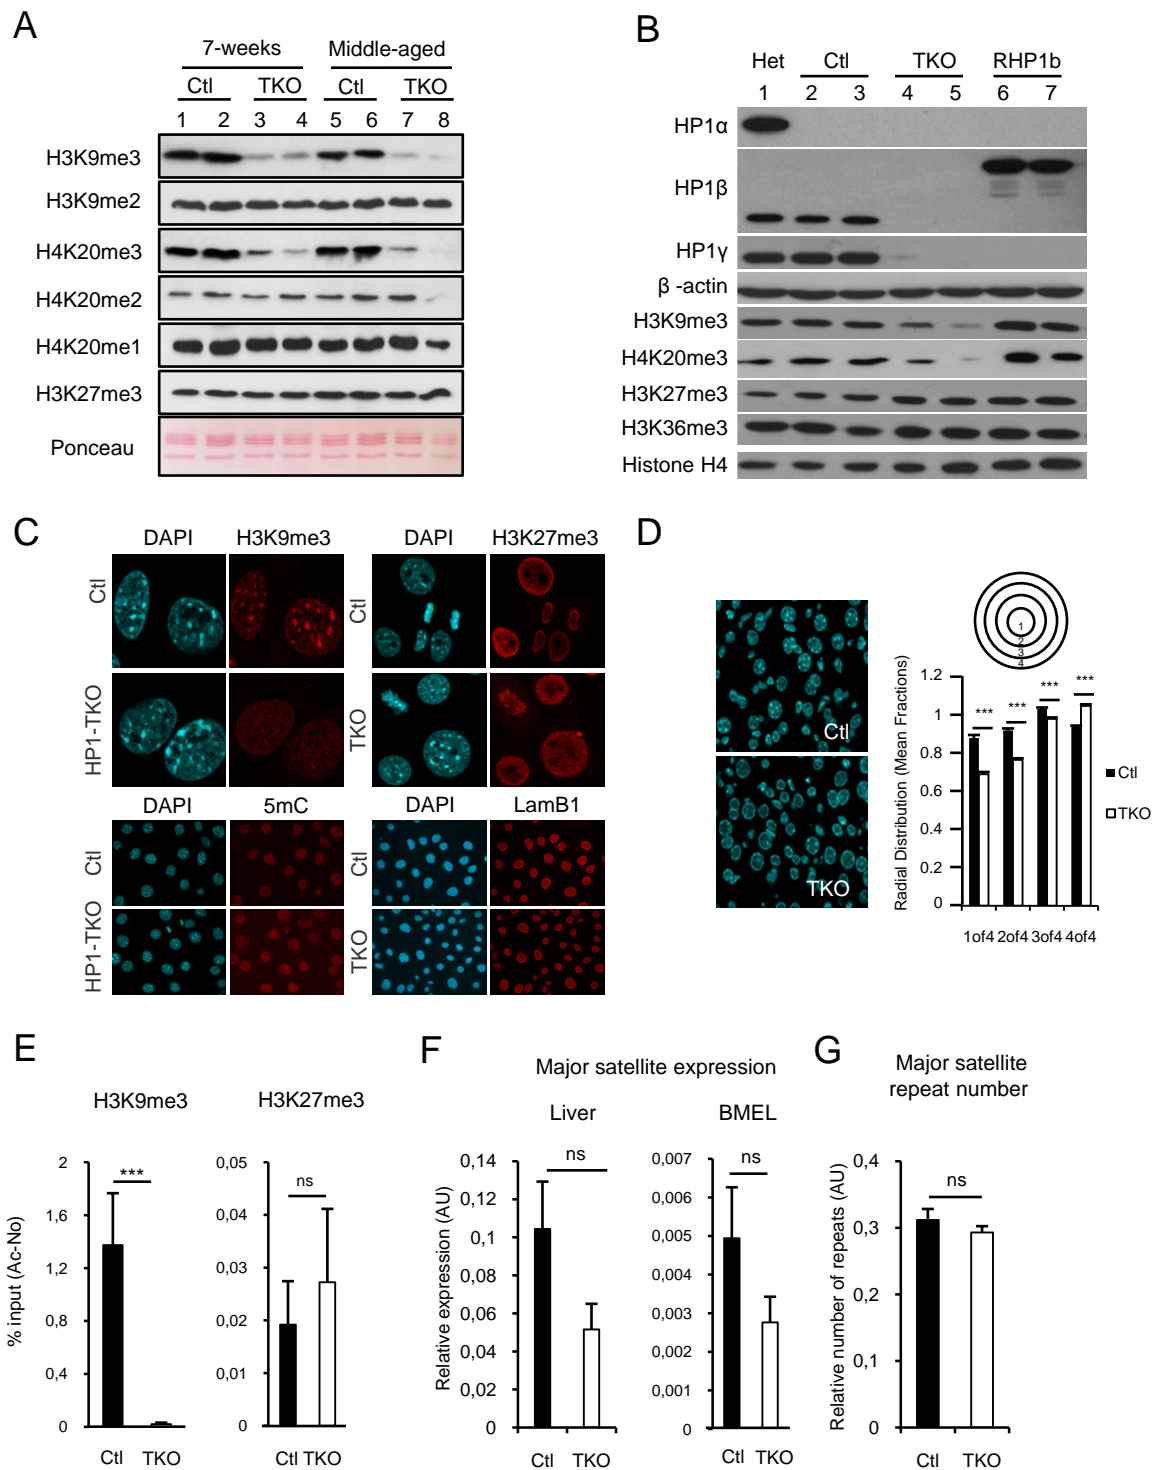 A
7-weeks Middle-aged
Ctl TKO Ctl TKO
1 2 3 4 5 6 7 8
H3K9me3
H3K9me2
H4K20me3
H4K20me2
H4K20me1
H3K27me3
Ponceau
B
Het Ctl TKO RHP1b
1 2 3 4 5 6 7
HP1α
HP1β
HP1γ
β -actin
H3K9me3
H4K20me3
H3K27me3
H3K36me3
Histone H4
C
DAPI H3K9me3 DAPI H3K27me3
Ctl Ctl
HP1-TKO TKO
DAPI 5mC DAPI LamB1
Ctl Ctl
HP1-TKO TKO
D
Ctl
TKO
1
2
3
4
Radial Distribution (Mean Fractions)
1.2
1
0.8
0.6
0.4
0.2
0
*** *** *** ***
1of4 2of4 3of4 4of4
Ctl
TKO
E
H3K9me3
% input (Ac-No)
2
1,6
1,2
0,8
0,4
0
***
Ctl TKO
H3K27me3
0,05
0,04
0,03
0,02
0,01
0
ns
Ctl TKO
F
Major satellite expression
Liver
Relative expression (AU)
0,14
0,12
0,1
0,08
0,06
0,04
0,02
0
ns
Ctl TKO
BMEL
0,007
0,006
0,005
0,004
0,003
0,002
0,001
0
ns
Ctl TKO
G
Major satellite
repeat number
Relative number of repeats (AU)
0,4
0,3
0,2
0,1
0
ns
Ctl TKO